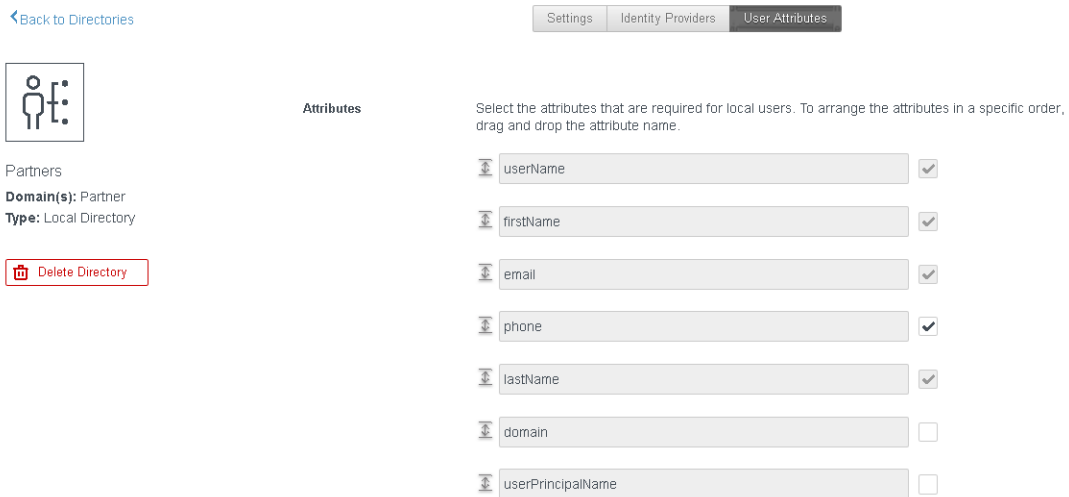 Back to Directories
Settings
Identity Providers
User Attributes
Attributes
Select the attributes that are required for local users. To arrange the attributes in a specific order,
drag and drop the attribute name.
Partners
Domain(s): Partner
Type: Local Directory
Delete Directory
userName
firstName
email
phone
lastName
domain
userPrincipalName